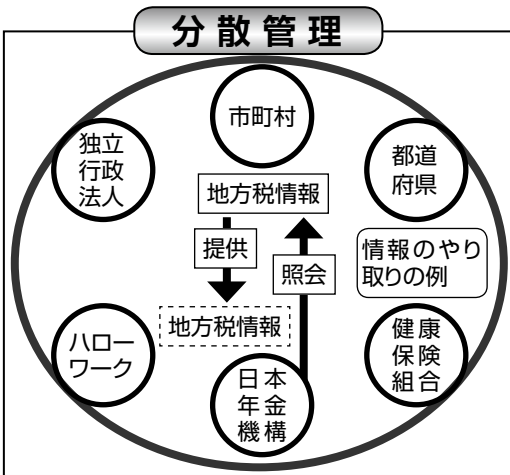 分散管理
市町村
独立
行政
法人
都道
府県
地方税情報
提供
照会
情報のやり
取りの例
地方税情報
ハロー
ワーク
日本
年金
機構
健康
保険
組合